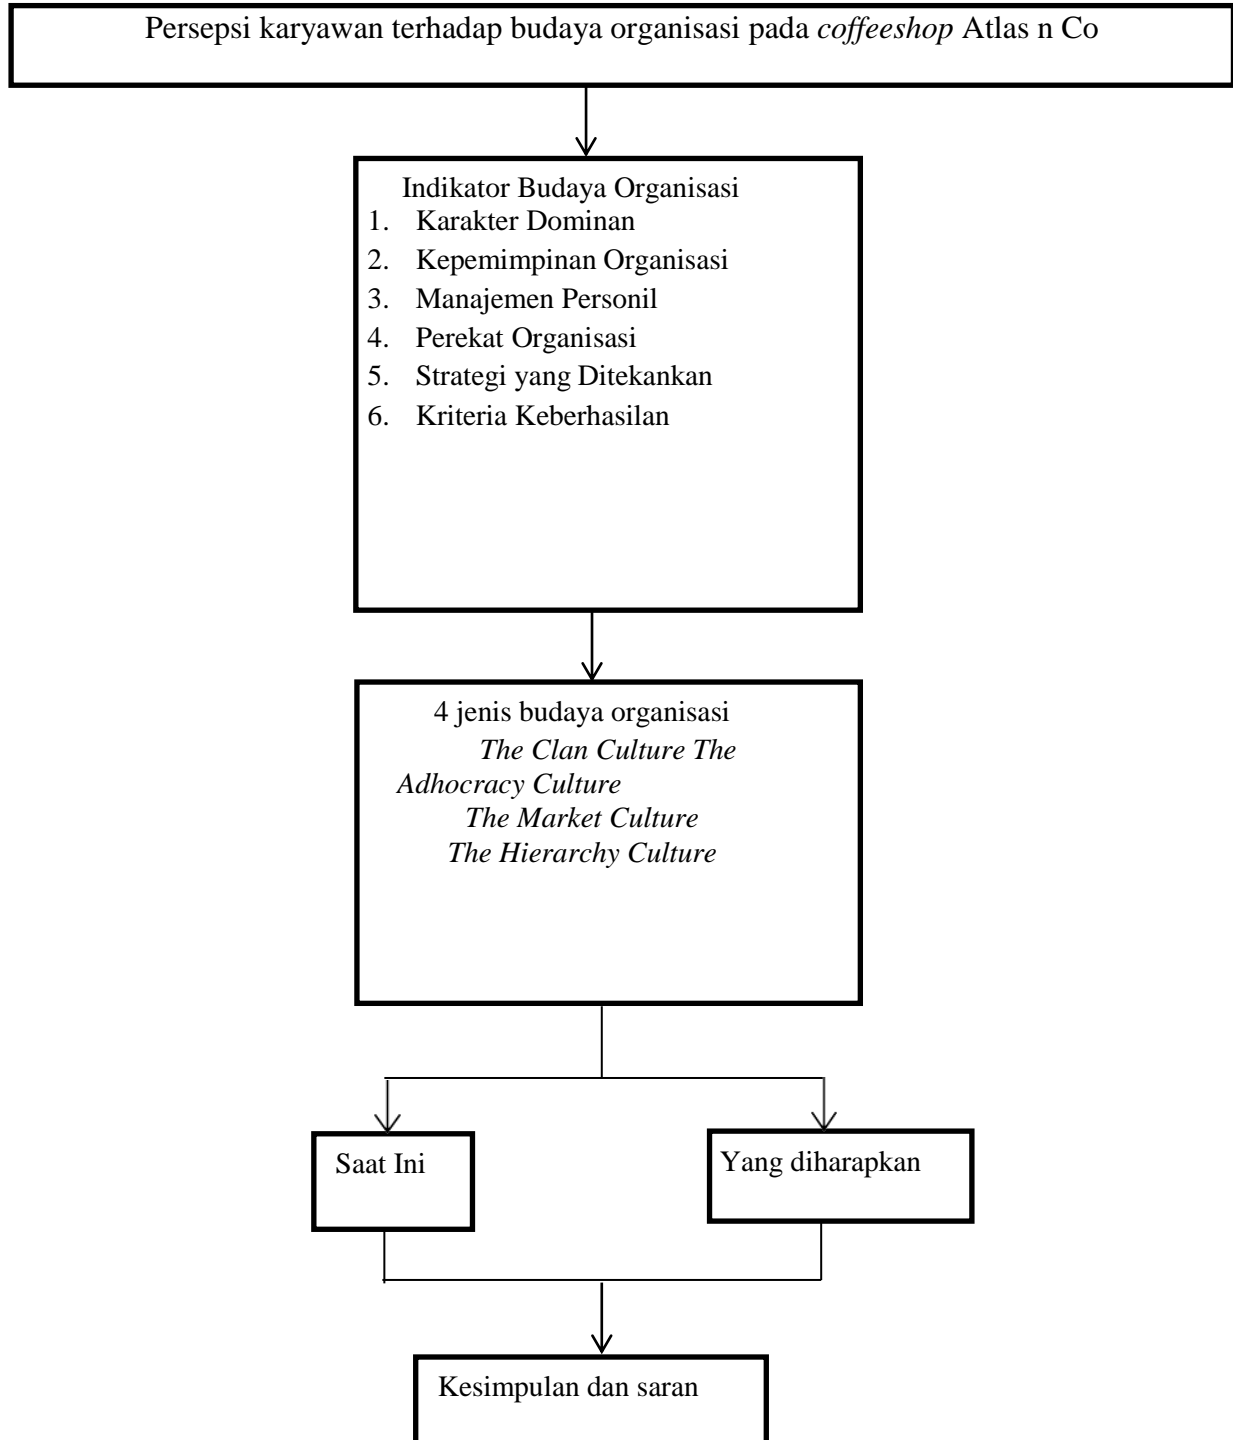 Persepsi karyawan terhadap budaya organisasi pada coffeeshop Atlas n Co
Indikator Budaya Organisasi
1. Karakter Dominan
2. Kepemimpinan Organisasi
3. Manajemen Personil
4. Perekat Organisasi
5. Strategi yang Ditekankan
6. Kriteria Keberhasilan
4 jenis budaya organisasi
The Clan Culture The
Adhocracy Culture
The Market Culture
The Hierarchy Culture
Saat Ini
Yang diharapkan
Kesimpulan dan saran